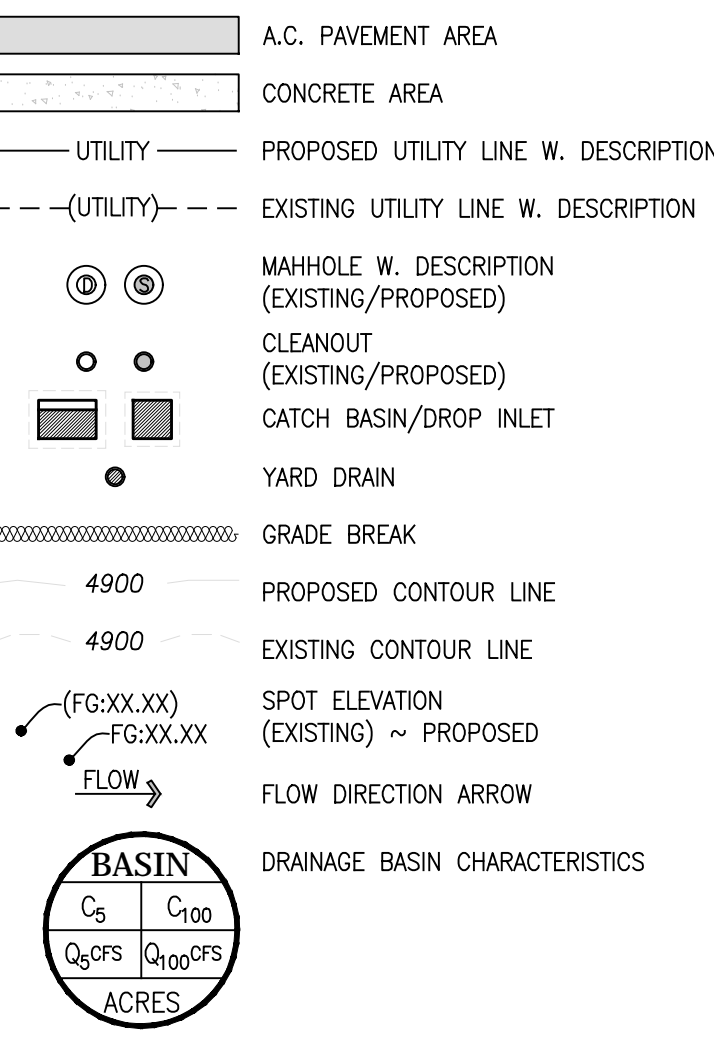 A.C. PAVEMENT AREA
CONCRETE AREA
UTILITY PROPOSED UTILITY LINE W. DESCRIPTION
(UTILITY) EXISTING UTILITY LINE W. DESCRIPTION
D S MAHHOLE W. DESCRIPTION
(EXISTING/PROPOSED)
CLEANOUT
(EXISTING/PROPOSED)
CATCH BASIN/DROP INLET
YARD DRAIN
GRADE BREAK
4900 PROPOSED CONTOUR LINE
4900 EXISTING CONTOUR LINE
(FG:XX.XX) SPOT ELEVATION
FG:XX.XX (EXISTING) ~ PROPOSED
FLOW FLOW DIRECTION ARROW
BASIN DRAINAGE BASIN CHARACTERISTICS
C5 C100
Q5CFS Q100CFS
ACRES